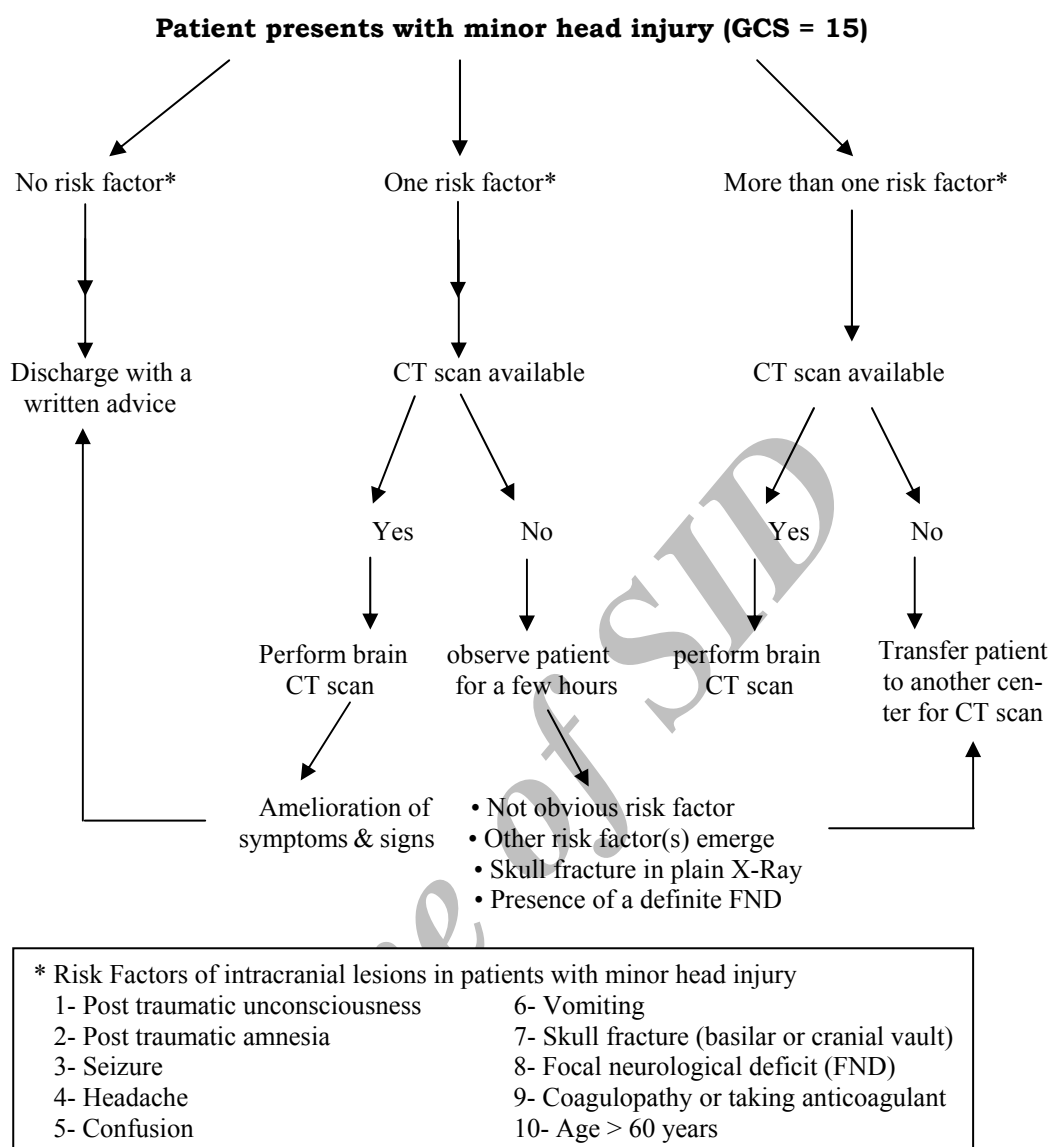 Patient presents with minor head injury (GCS = 15)
No risk factor*
One risk factor*
More than one risk factor*
Discharge with a
written advice
CT scan available
CT scan available
Yes
No
Yes
No
Perform brain
CT scan
observe patient
for a few hours
perform brain
CT scan
Transfer patient
to another cen-
ter for CT scan
Amelioration of
symptoms & signs
• Not obvious risk factor
• Other risk factor(s) emerge
• Skull fracture in plain X-Ray
• Presence of a definite FND
* Risk Factors of intracranial lesions in patients with minor head injury
1- Post traumatic unconsciousness
2- Post traumatic amnesia
3- Seizure
4- Headache
5- Confusion
6- Vomiting
7- Skull fracture (basilar or cranial vault)
8- Focal neurological deficit (FND)
9- Coagulopathy or taking anticoagulant
10- Age > 60 years
of SID